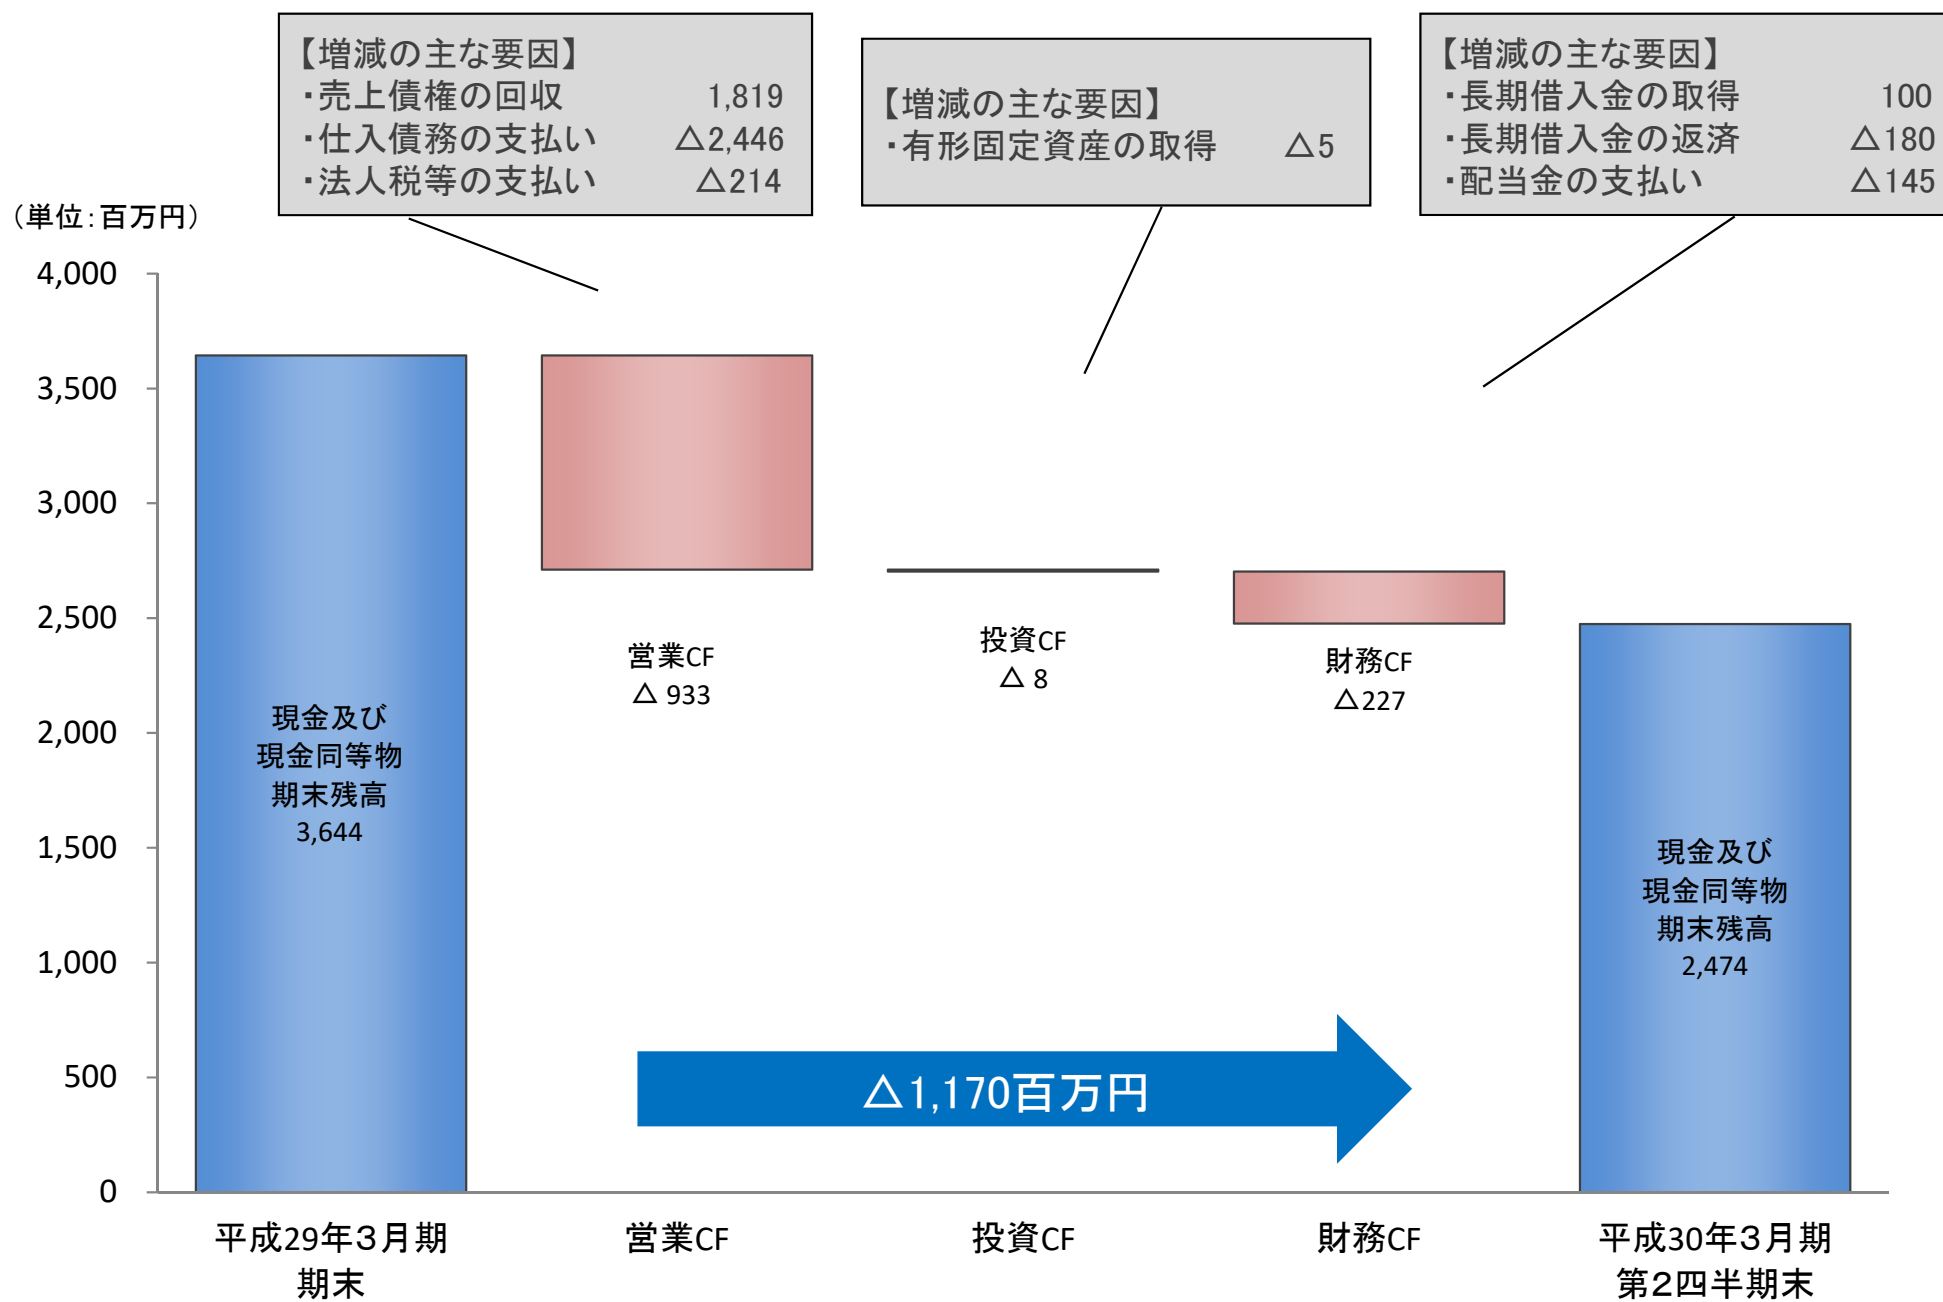 【増減の主な要因】
・売上債権の回収 1,819
・仕入債務の支払い △2,446
・法人税等の支払い △214
【増減の主な要因】
・有形固定資産の取得 △5
【増減の主な要因】
・長期借入金の取得 100
・長期借入金の返済 △180
・配当金の支払い △145
（単位：百万円）
4,000
3,500
3,000
2,500
2,000
1,500
1,000
500
0
現金及び
現金同等物
期末残高
3,644
営業CF
△ 933
投資CF
△ 8
財務CF
△227
現金及び
現金同等物
期末残高
2,474
△1,170百万円
平成29年３月期
期末
営業CF
投資CF
財務CF
平成30年３月期
第２四半期末